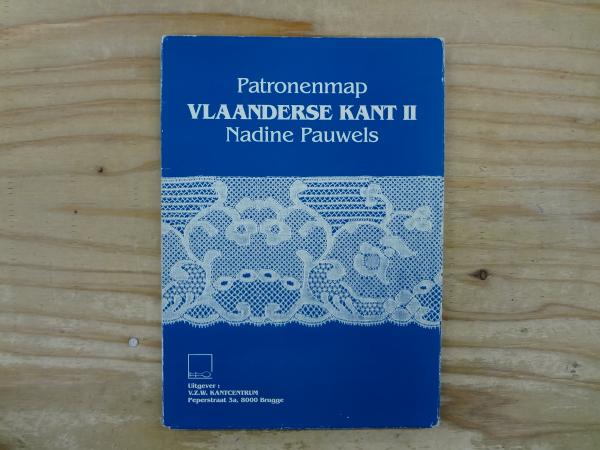 Patronenmap
VLAANDERSE KANT II
Nadine Pauwels
Uitgever :
V.Z.W. KANTCENTRUM
Peperstraat 3a, 8000 Brugge